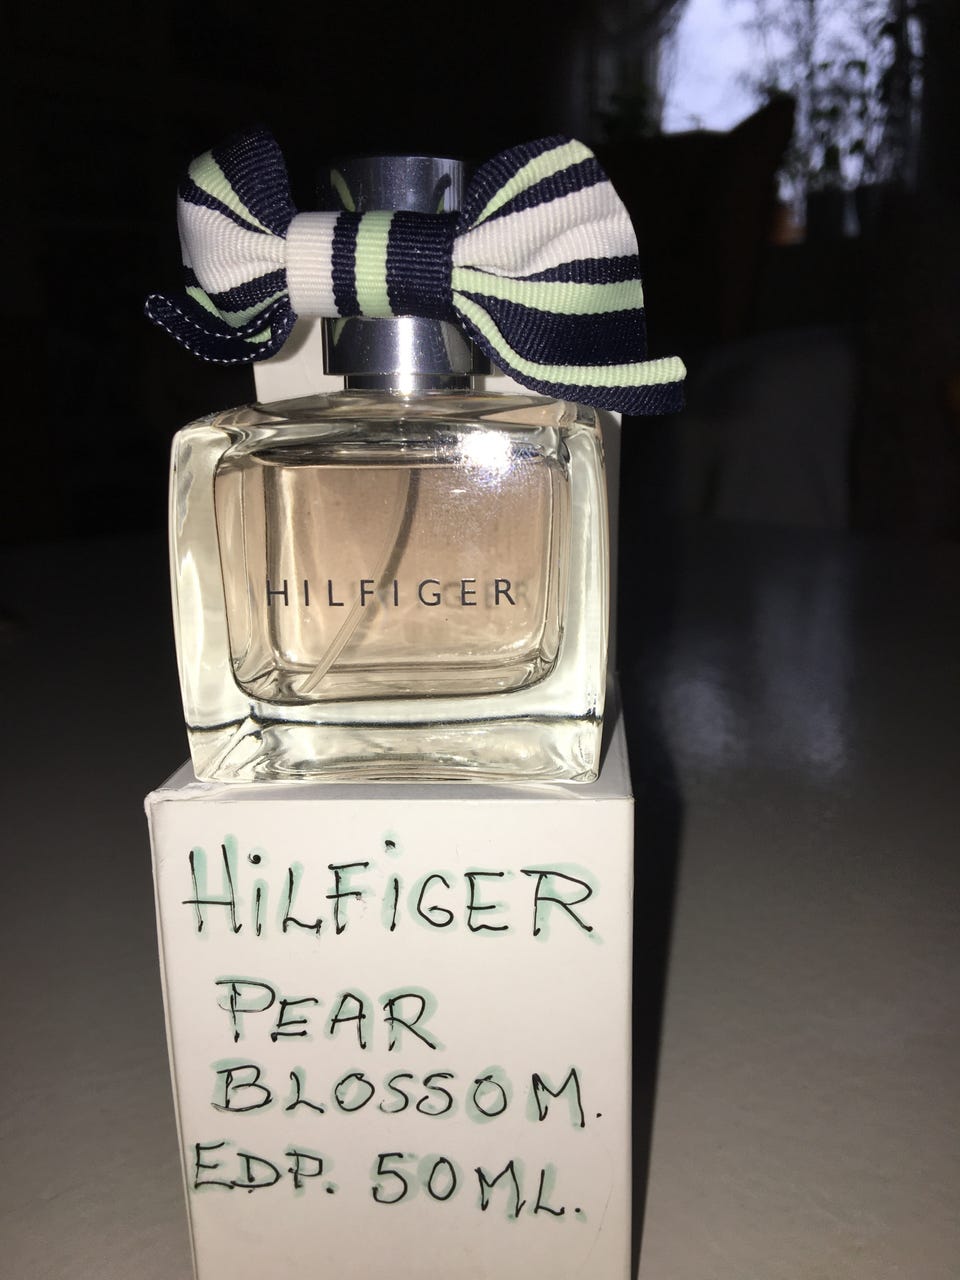 HILFIGER
HiLFiGER
PEAR
BLOSSOM.
EDP. 50ML.